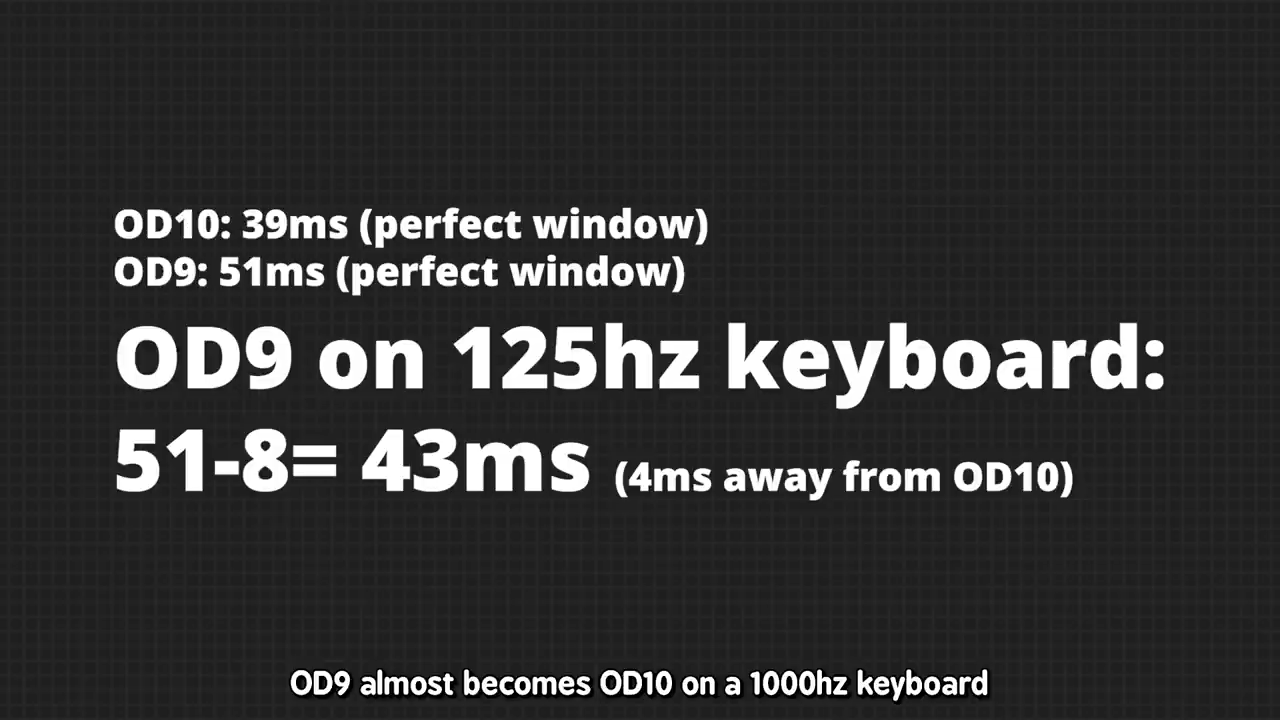 OD10: 39ms (perfect window)
OD9: 51ms (perfect window)
OD9 on 125hz keyboard:
51-8= 43ms (4ms away from OD10)
OD9 almost becomes OD10 on a 1000hz keyboard